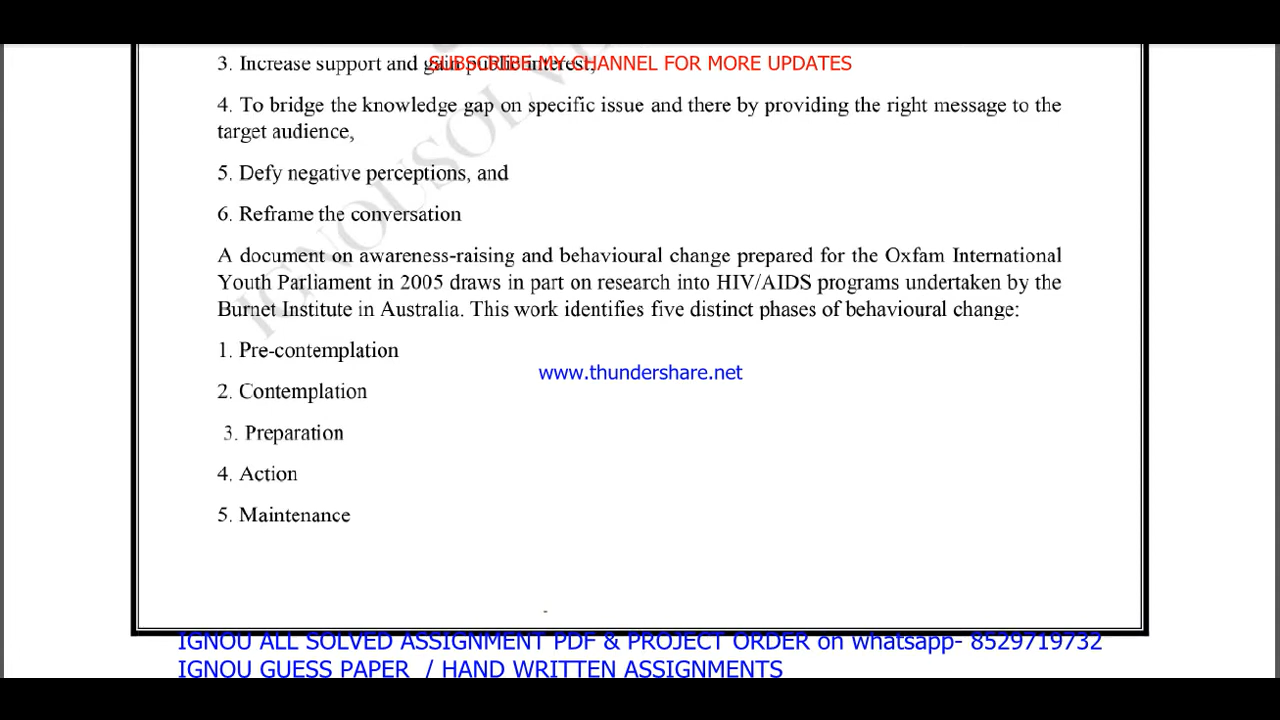 3. Increase support and gain public interest,
SUBSCRIBE MY CHANNEL FOR MORE UPDATES
4. To bridge the knowledge gap on specific issue and there by providing the right message to the
target audience,
5. Defy negative perceptions, and
6. Reframe the conversation
A document on awareness-raising and behavioural change prepared for the Oxfam International
Youth Parliament in 2005 draws in part on research into HIV/AIDS programs undertaken by the
Burnet Institute in Australia. This work identifies five distinct phases of behavioural change:
1. Pre-contemplation
www.thundershare.net
2. Contemplation
3. Preparation
4. Action
5. Maintenance
IGNOU ALL SOLVED ASSIGNMENT PDF & PROJECT ORDER on whatsapp- 8529719732
IGNOU GUESS PAPER / HAND WRITTEN ASSIGNMENTS